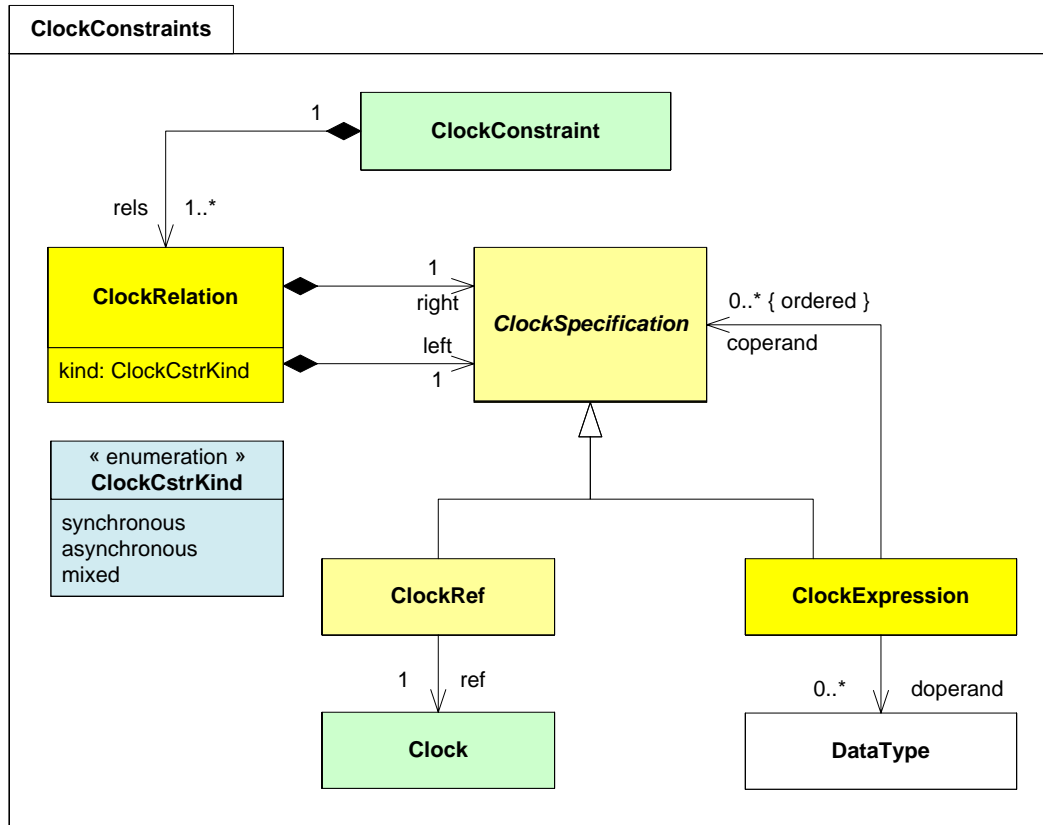 ClockConstraints
1
ClockConstraint
rels
1..*
ClockRelation
kind: ClockCstrKind
1
right
left
1
ClockSpecification
0..* { ordered }
coperand
« enumeration »
ClockCstrKind
synchronous
asynchronous
mixed
ClockRef
ClockExpression
1
ref
0..*
doperand
Clock
DataType